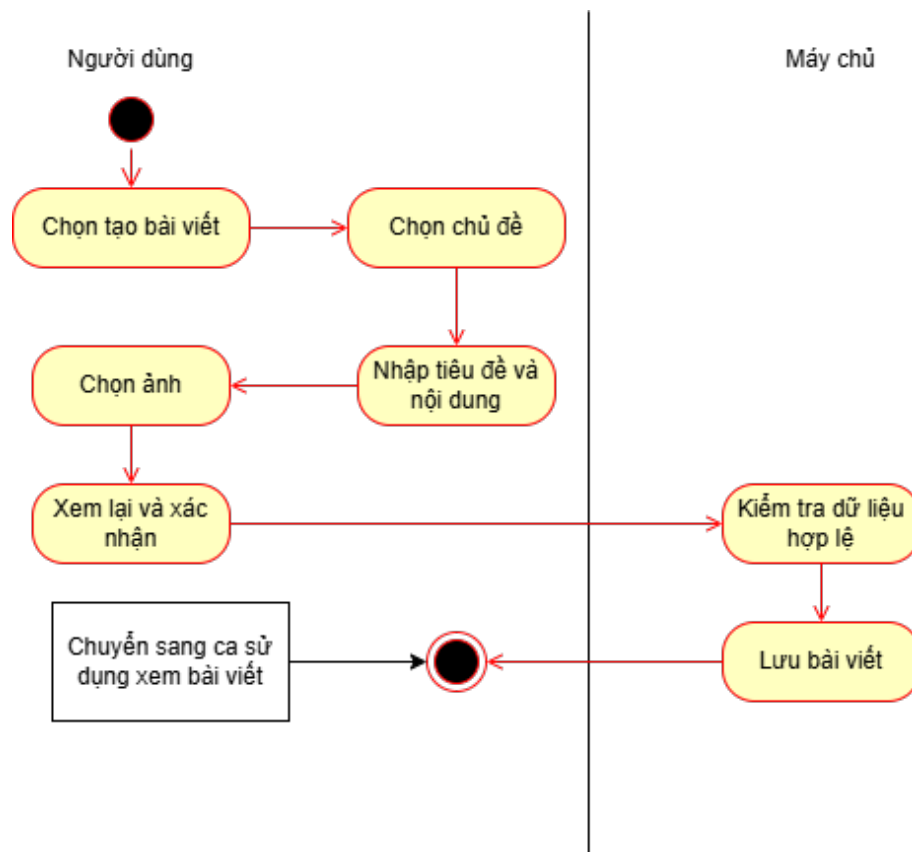 Người dùng
Máy chủ
Chọn tạo bài viết
Chọn chủ đề
Chọn ảnh
Nhập tiêu đề và
nội dung
Xem lại và xác
nhận
Kiểm tra dữ liệu
hợp lệ
Chuyển sang ca sử
dụng xem bài viết
Lưu bài viết